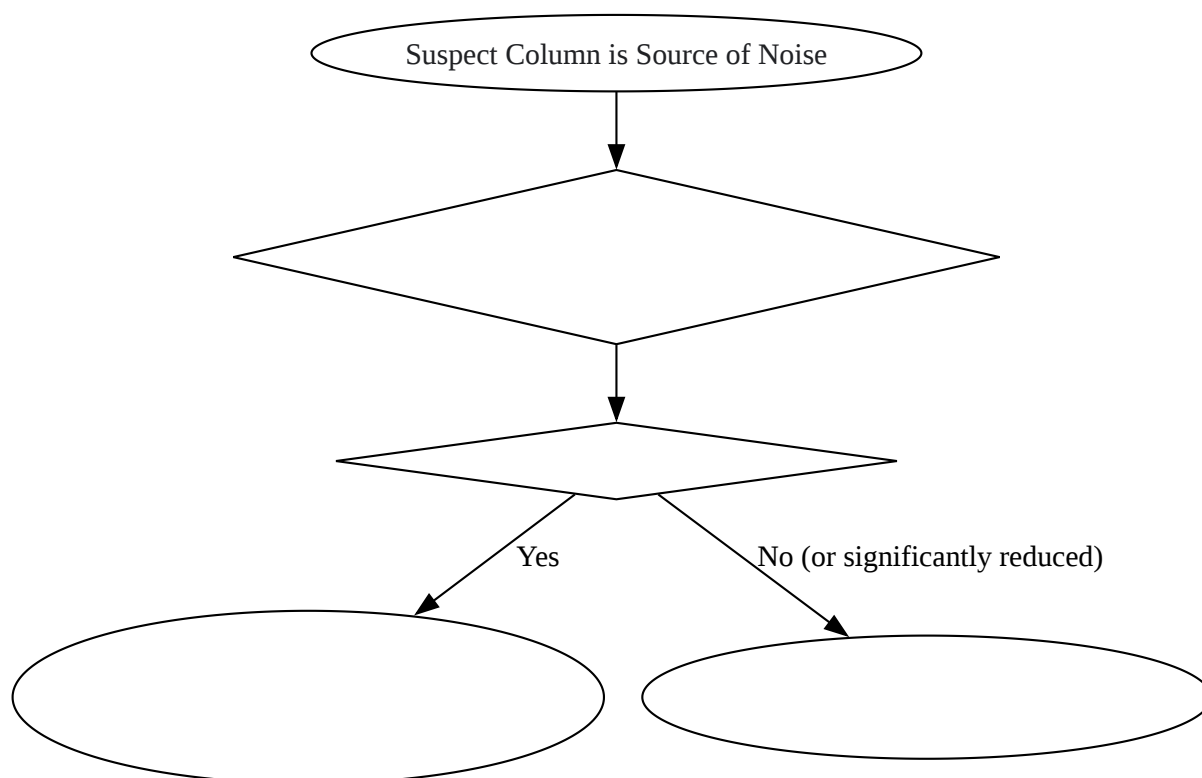 Suspect Column is Source of Noise
Yes
No (or significantly reduced)